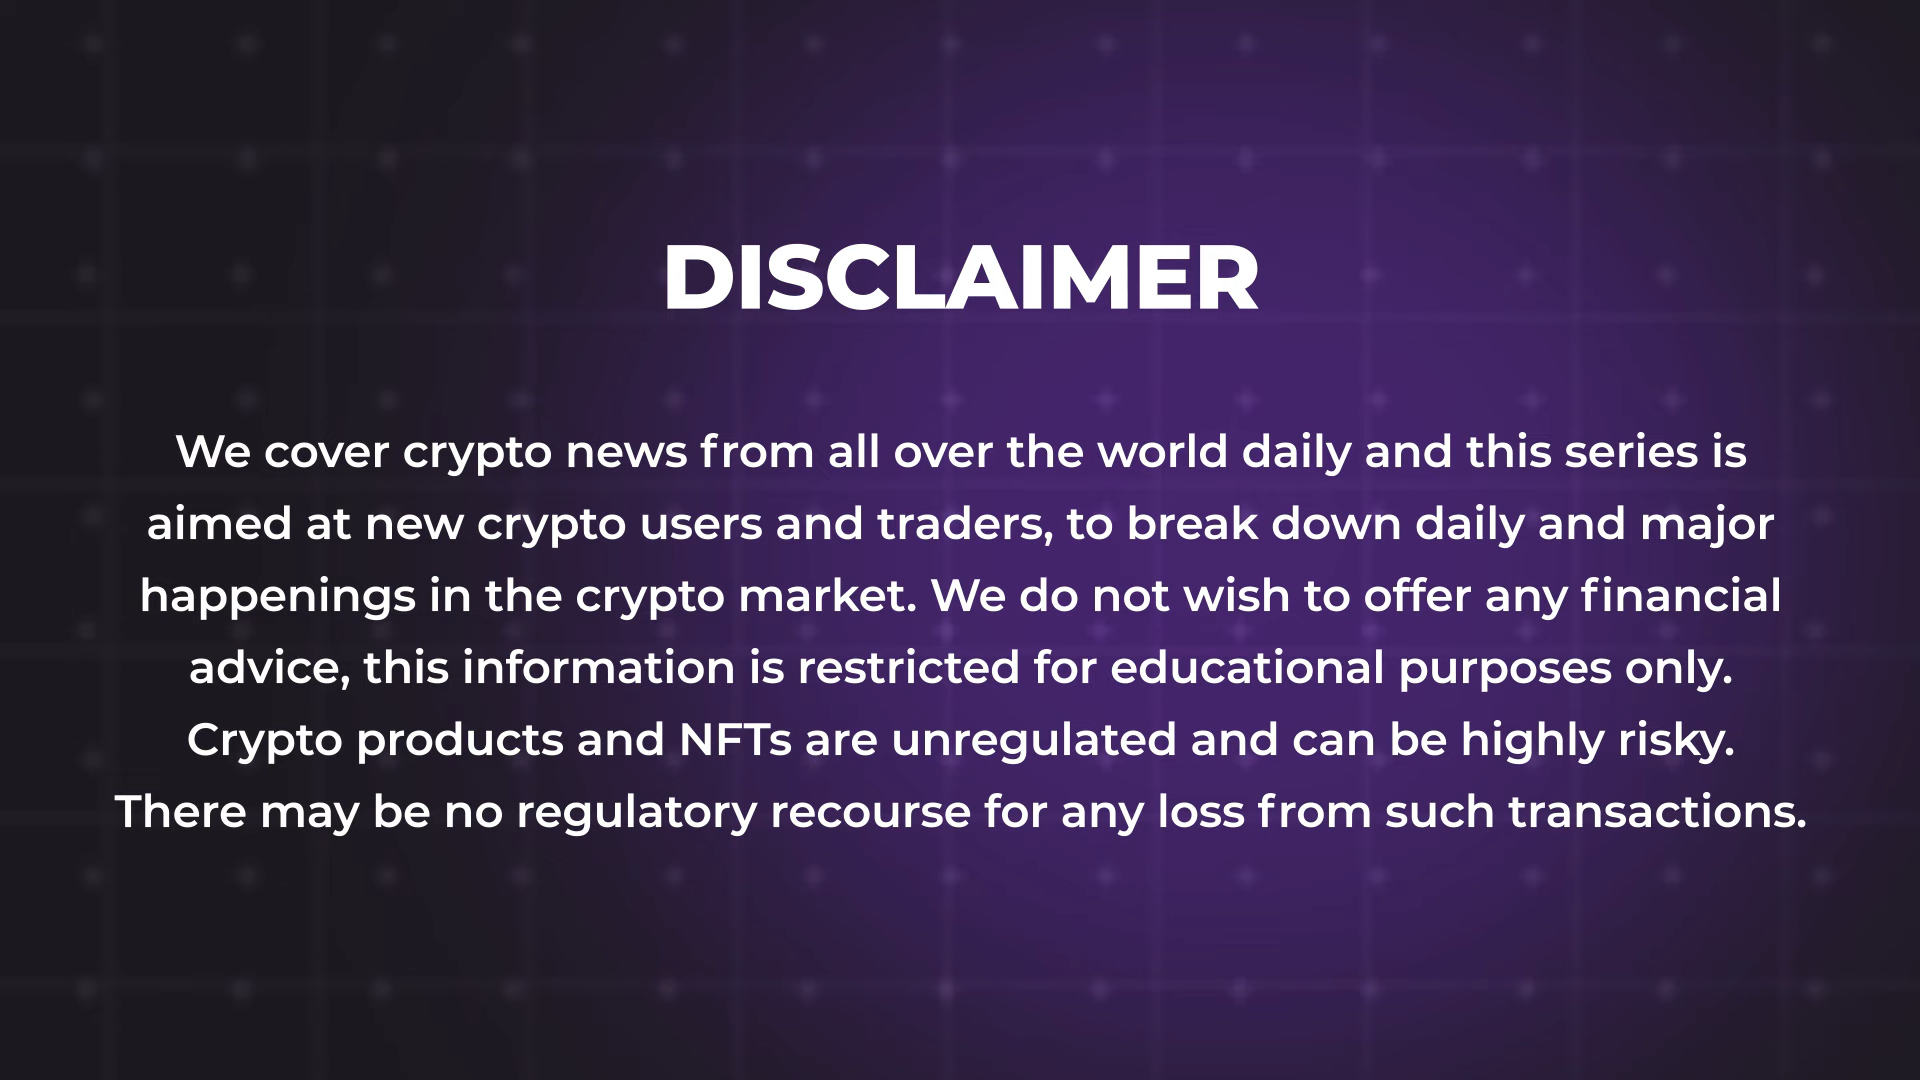 DISCLAIMER
We cover crypto news from all over the world daily and this series is
aimed at new crypto users and traders, to break down daily and major
happenings in the crypto market. We do not wish to offer any financial
advice, this information is restricted for educational purposes only.
Crypto products and NFTs are unregulated and can be highly risky.
There may be no regulatory recourse for any loss from such transactions.